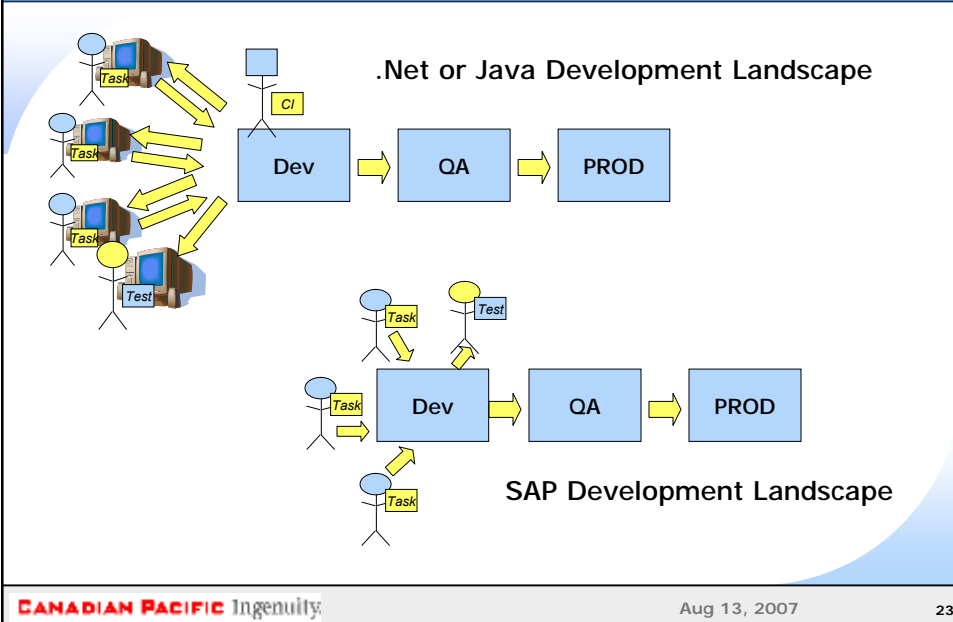 .Net or Java Development Landscape
Task
CI
Task
Dev
QA
PROD
Task
Test
Task
Test
Task
Dev
QA
PROD
Task
SAP Development Landscape
CANADIAN PACIFIC Ingenuity.
Aug 13, 2007
23